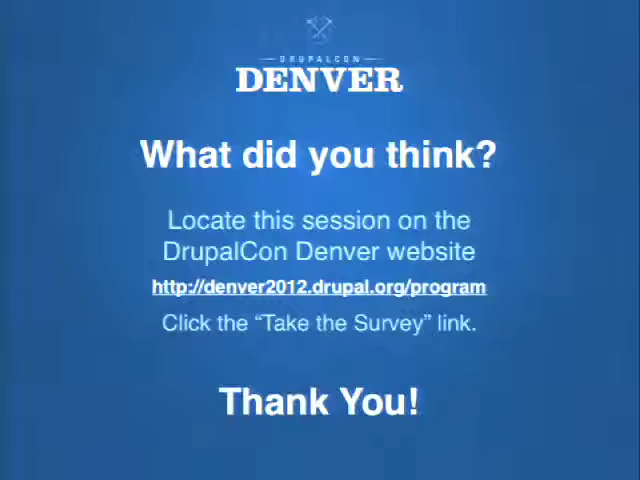 DRUPALCON
DENVER
What did you think?
Locate this session on the
DrupalCon Denver website
http://denver2012.drupal.org/program
Click the “Take the Survey” link.
Thank You!